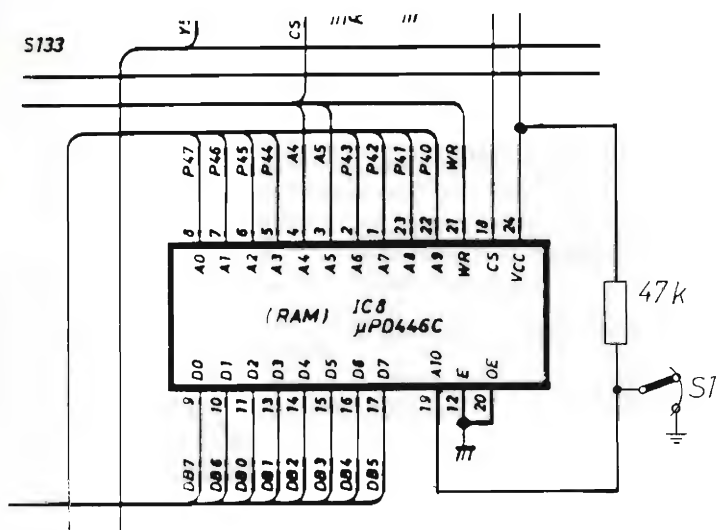 S133
CS
P47 P46 P45 P44 A4 A5 P43 P42 P41 P40 WR
8 7 6 5 4 3 2 1 23 22 21 18 24
A0 A1 A2 A3 A4 A5 A6 A7 A8 A9 WR CS VCC
(RAM) IC8
µPD446C
47k
D0 D1 D2 D3 D4 D5 D6 D7 A10 E OE
S1
9 10 11 13 14 15 16 17 19 12 20
DB7 DB6 DB0 DB1 DB2 DB3 DB4 DB5